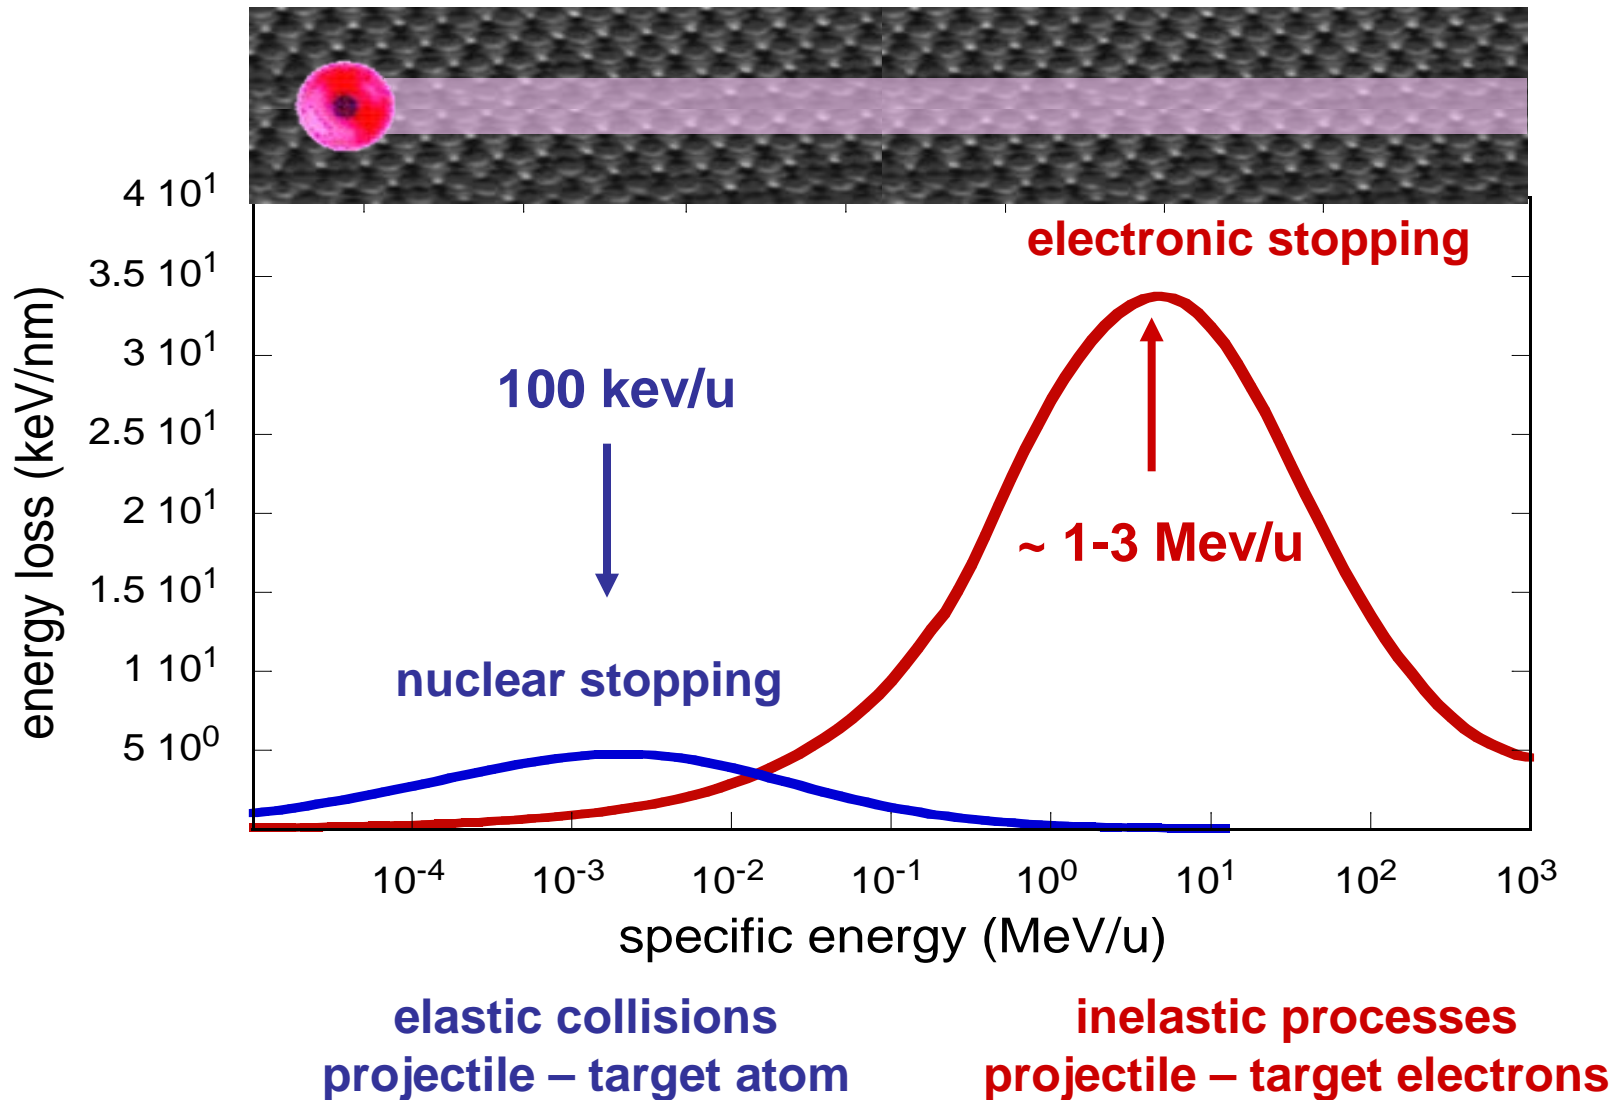 4 10¹
electronic stopping
3.5 10¹
3 10¹
100 kev/u
2.5 10¹
2 10¹
~ 1-3 Mev/u
1.5 10¹
1 10¹
nuclear stopping
5 10⁰
energy loss (keV/nm)
10⁻⁴ 10⁻³ 10⁻² 10⁻¹ 10⁰ 10¹ 10² 10³
specific energy (MeV/u)
elastic collisions
projectile – target atom
inelastic processes
projectile – target electrons